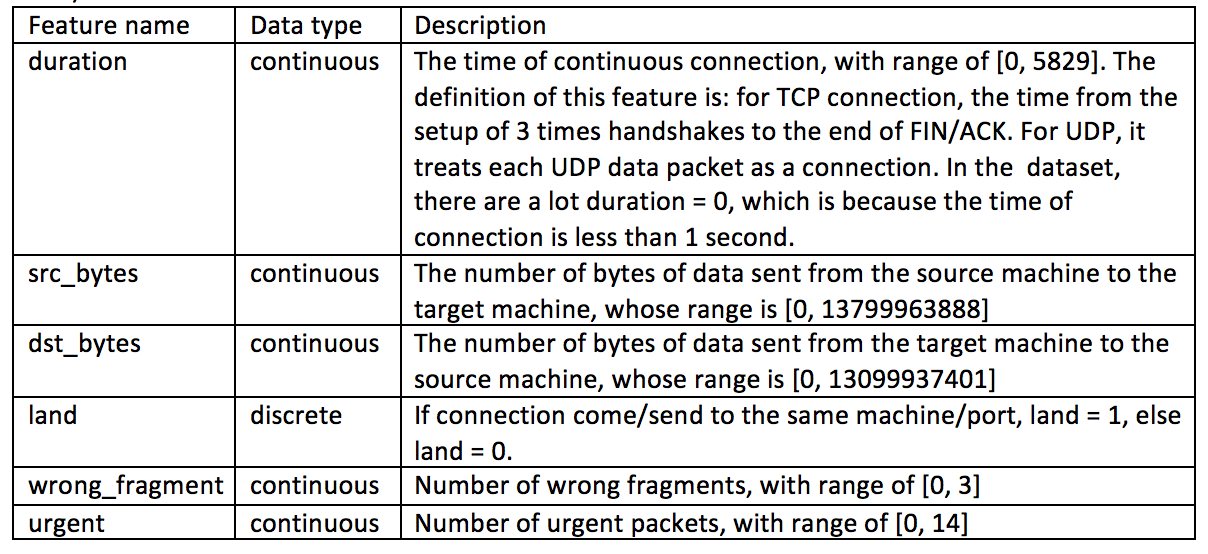 Feature name Data type Description
duration continuous The time of continuous connection, with range of [0, 5829]. The
definition of this feature is: for TCP connection, the time from the
setup of 3 times handshakes to the end of FIN/ACK. For UDP, it
treats each UDP data packet as a connection. In the dataset,
there are a lot duration = 0, which is because the time of
connection is less than 1 second.
src_bytes continuous The number of bytes of data sent from the source machine to the
target machine, whose range is [0, 13799963888]
dst_bytes continuous The number of bytes of data sent from the target machine to the
source machine, whose range is [0, 13099937401]
land discrete If connection come/send to the same machine/port, land = 1, else
land = 0.
wrong_fragment continuous Number of wrong fragments, with range of [0, 3]
urgent continuous Number of urgent packets, with range of [0, 14]